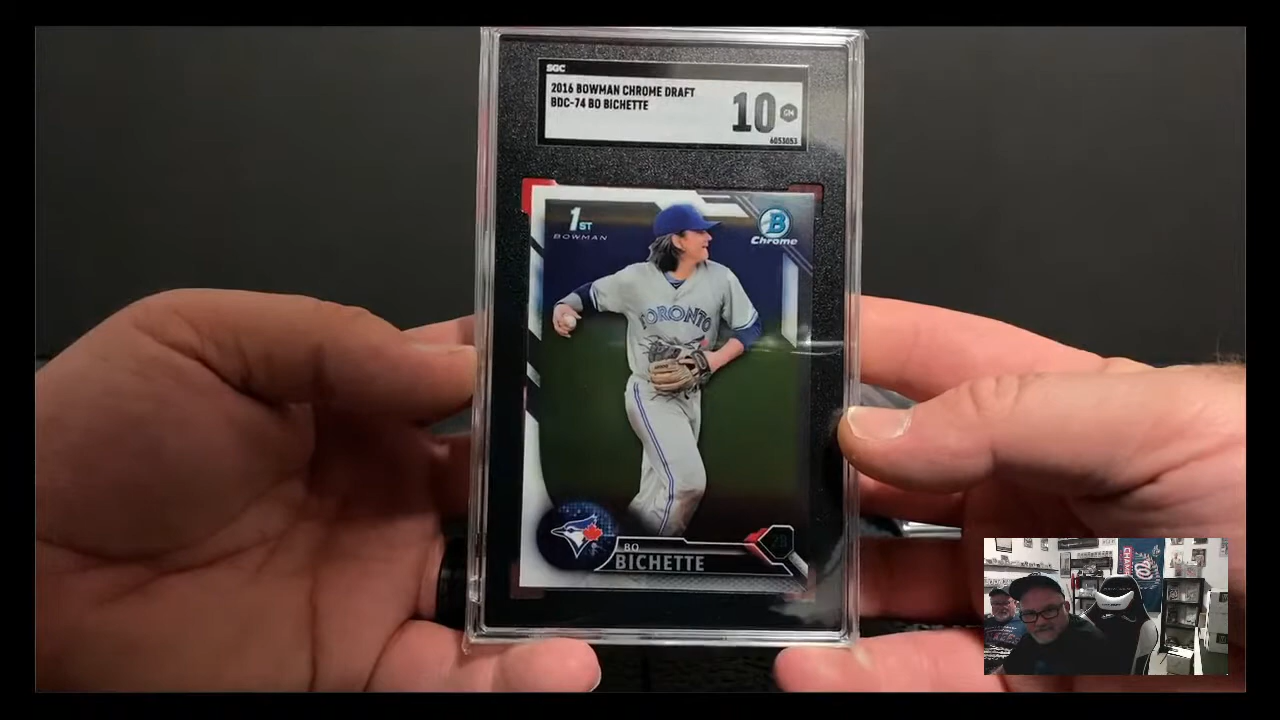 SGC
2016 BOWMAN CHROME DRAFT
BDC-74 BO BICHETTE
10
GM
6053053
1ST
BOWMAN
B
Chrome
TORONTO
2B
BO
BICHETTE
W